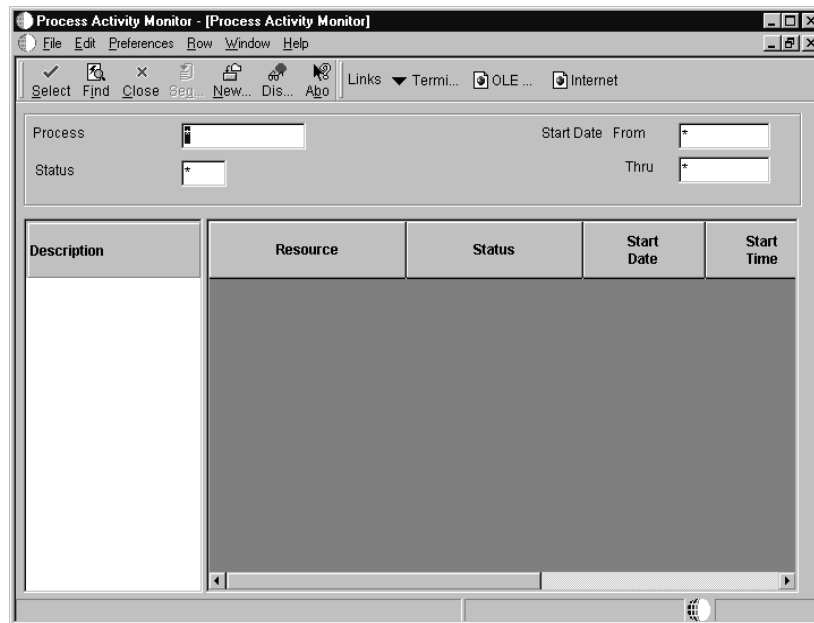 Process Activity Monitor - [Process Activity Monitor]
File Edit Preferences Row Window Help
Select Find Close Seq... New... Dis... Abo Links Termi... OLE ... Internet
Process * Start Date From *
Status * Thru *
Description Resource Status Start Date Start Time